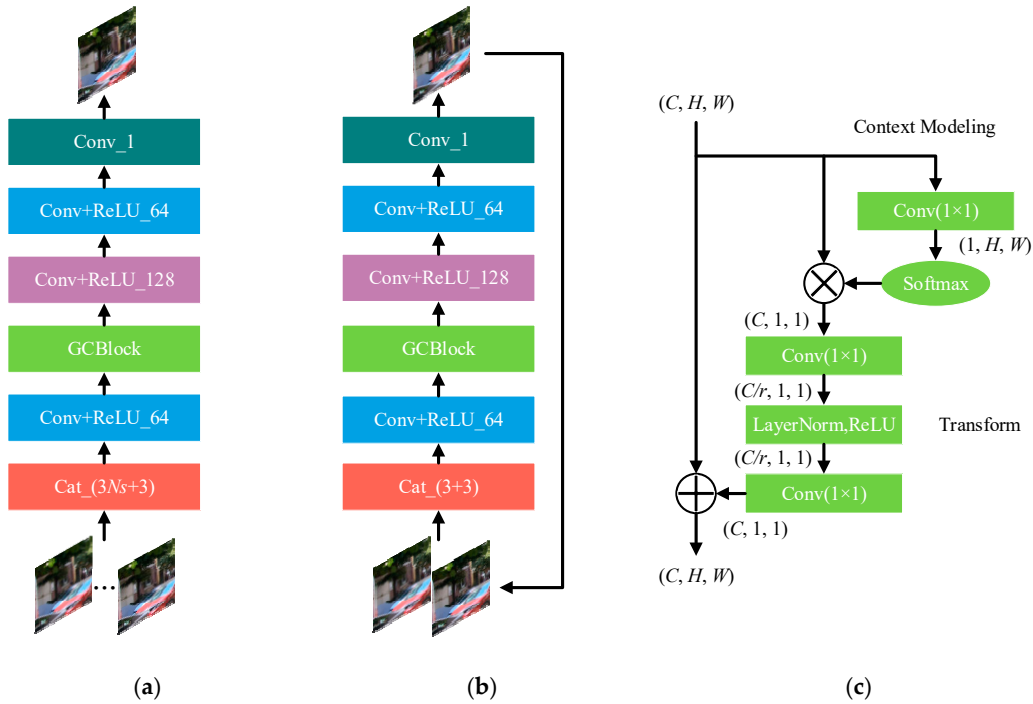 Conv_1
Conv+ReLU_64
Conv+ReLU_128
GCBlock
Conv+ReLU_64
Cat_(3Ns+3)
...
(a)
Conv_1
Conv+ReLU_64
Conv+ReLU_128
GCBlock
Conv+ReLU_64
Cat_(3+3)
(b)
(C, H, W)
Context Modeling
Conv(1×1)
(1, H, W)
Softmax
(C, 1, 1)
Conv(1×1)
(C/r, 1, 1)
LayerNorm,ReLU
Transform
(C/r, 1, 1)
Conv(1×1)
(C, 1, 1)
(C, H, W)
(c)